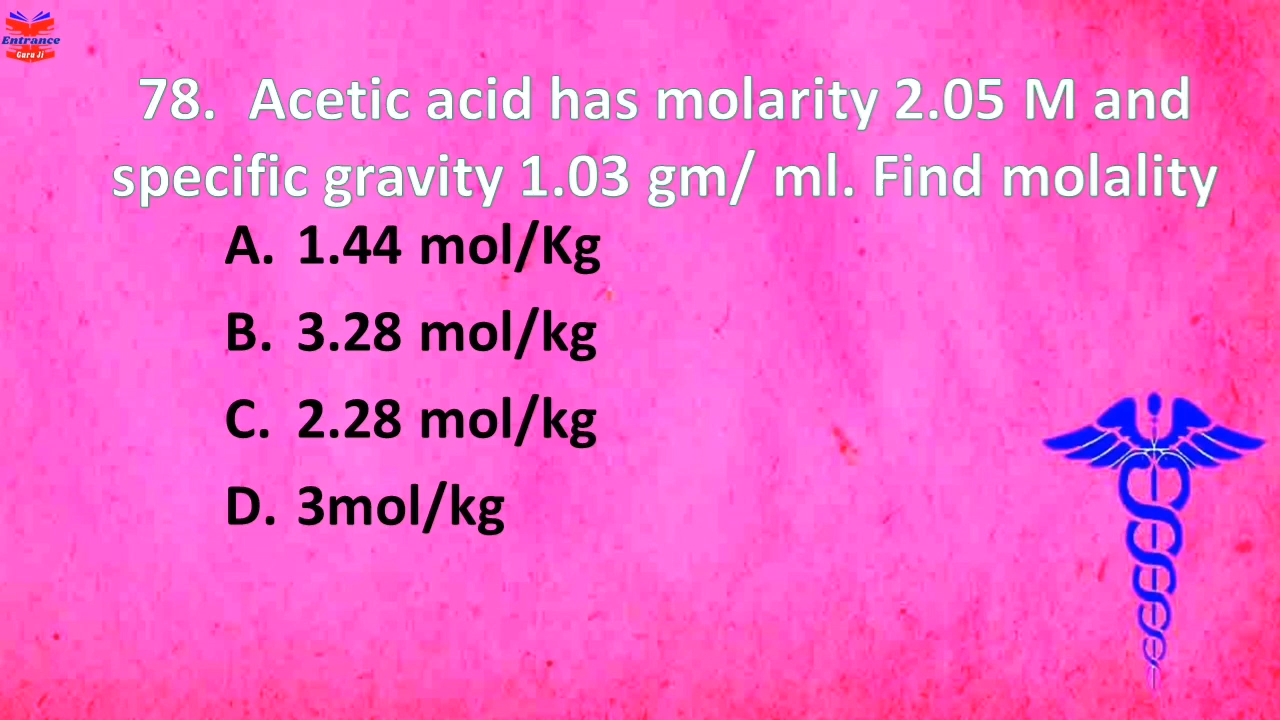 Entrance
Guru Ji
78. Acetic acid has molarity 2.05 M and
specific gravity 1.03 gm/ ml. Find molality
A. 1.44 mol/Kg
B. 3.28 mol/kg
C. 2.28 mol/kg
D. 3mol/kg